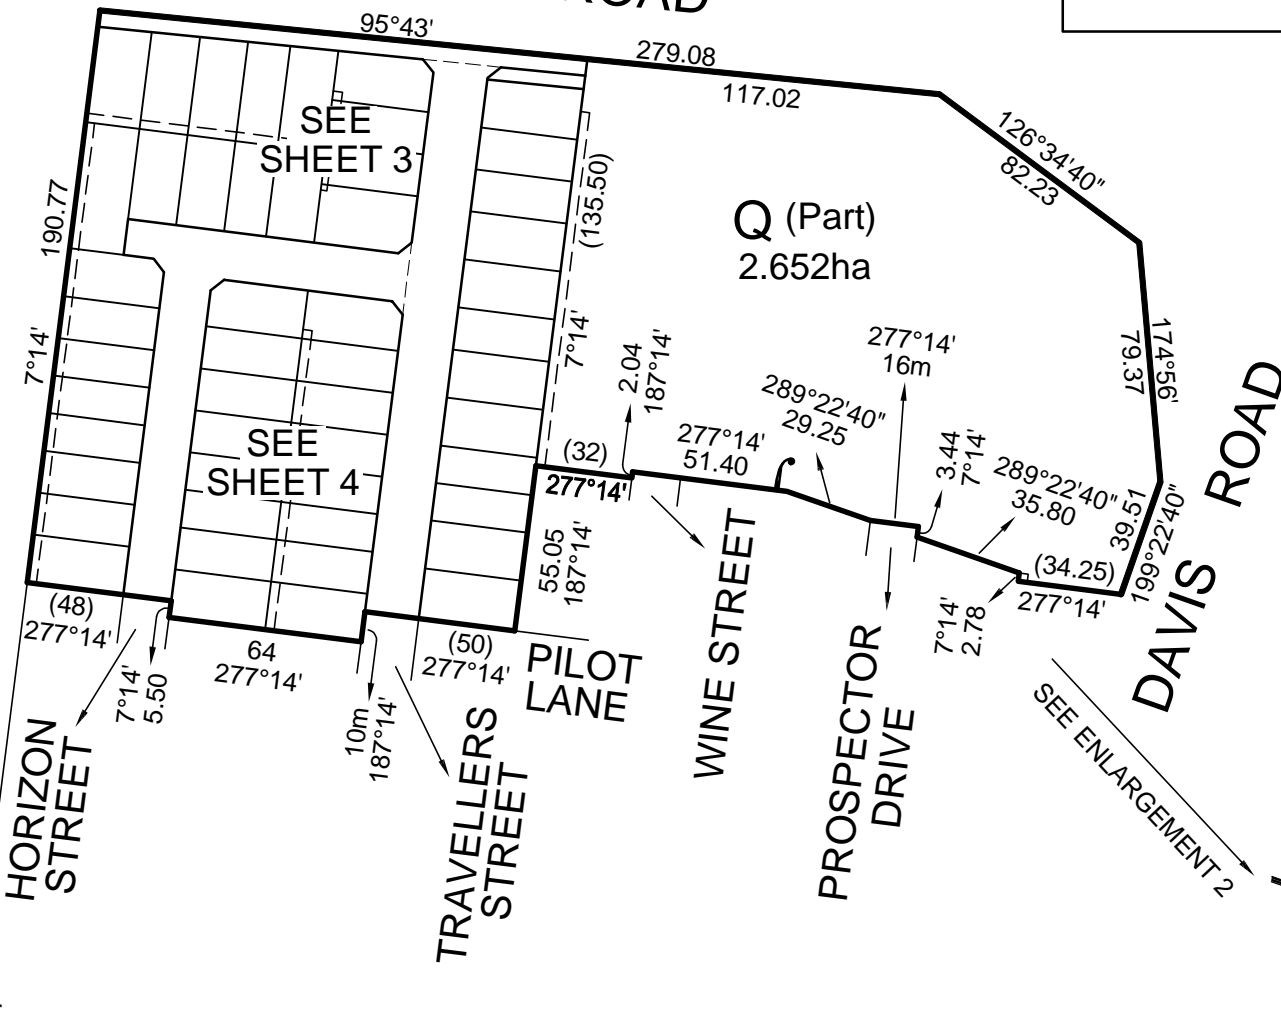 ROAD
95°43'
279.08
117.02
126°34'40"
82.23
SEE
SHEET 3
(135.50)
Q (Part)
2.652ha
190.77
7°14'
174°56'
79.37
7°14'
2.04
187°14'
277°14'
16m
289°22'40"
29.25
277°14'
51.40
3.44
7°14'
289°22'40"
35.80
39.51
199°22'40"
SEE
SHEET 4
(32)
277°14'
55.05
187°14'
(34.25)
277°14'
7°14'
2.78
(48)
277°14'
7°14'
5.50
64
277°14'
10m
187°14'
(50)
277°14'
PILOT
LANE
WINE STREET
PROSPECTOR
DRIVE
DAVIS ROAD
SEE ENLARGEMENT 2
HORIZON
STREET
TRAVELLERS
STREET